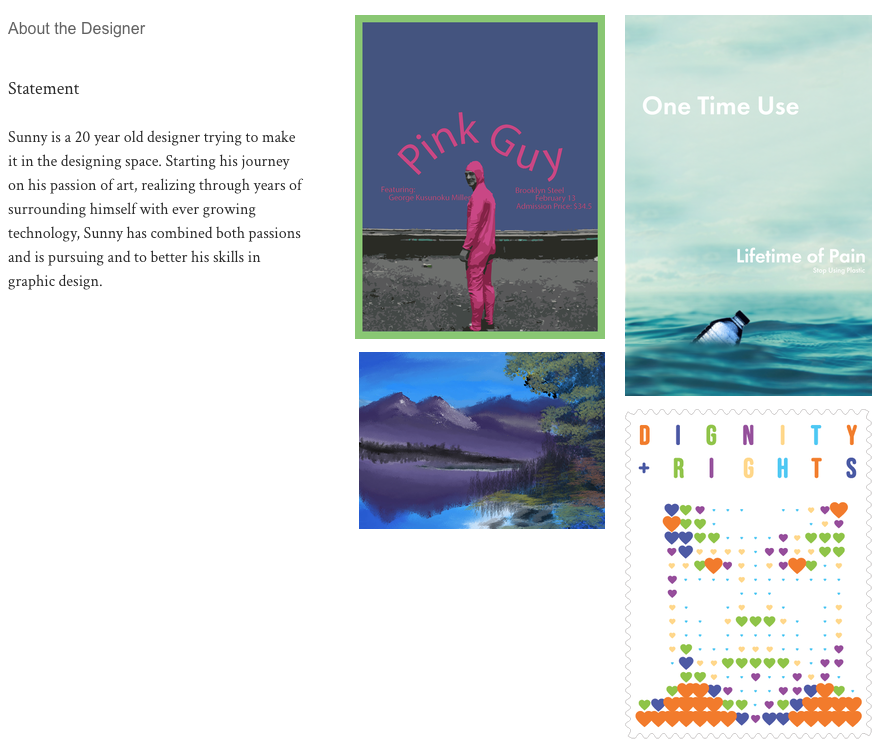 About the Designer
Statement
Sunny is a 20 year old designer trying to make
it in the designing space. Starting his journey
on his passion of art, realizing through years of
surrounding himself with ever growing
technology, Sunny has combined both passions
and is pursuing and to better his skills in
graphic design.
Pink Guy
Featuring:
George Kusunoki Miller
Brooklyn Steel
February 13
Admission Price: $34.5
One Time Use
Lifetime of Pain
Stop Using Plastic
DIGNITY
+ RIGHTS